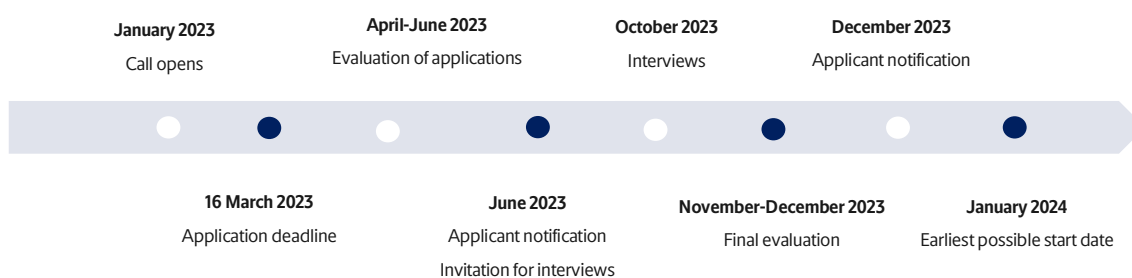 January 2023
Call opens
April-June 2023
Evaluation of applications
October 2023
Interviews
December 2023
Applicant notification
16 March 2023
Application deadline
June 2023
Applicant notification
Invitation for interviews
November-December 2023
Final evaluation
January 2024
Earliest possible start date